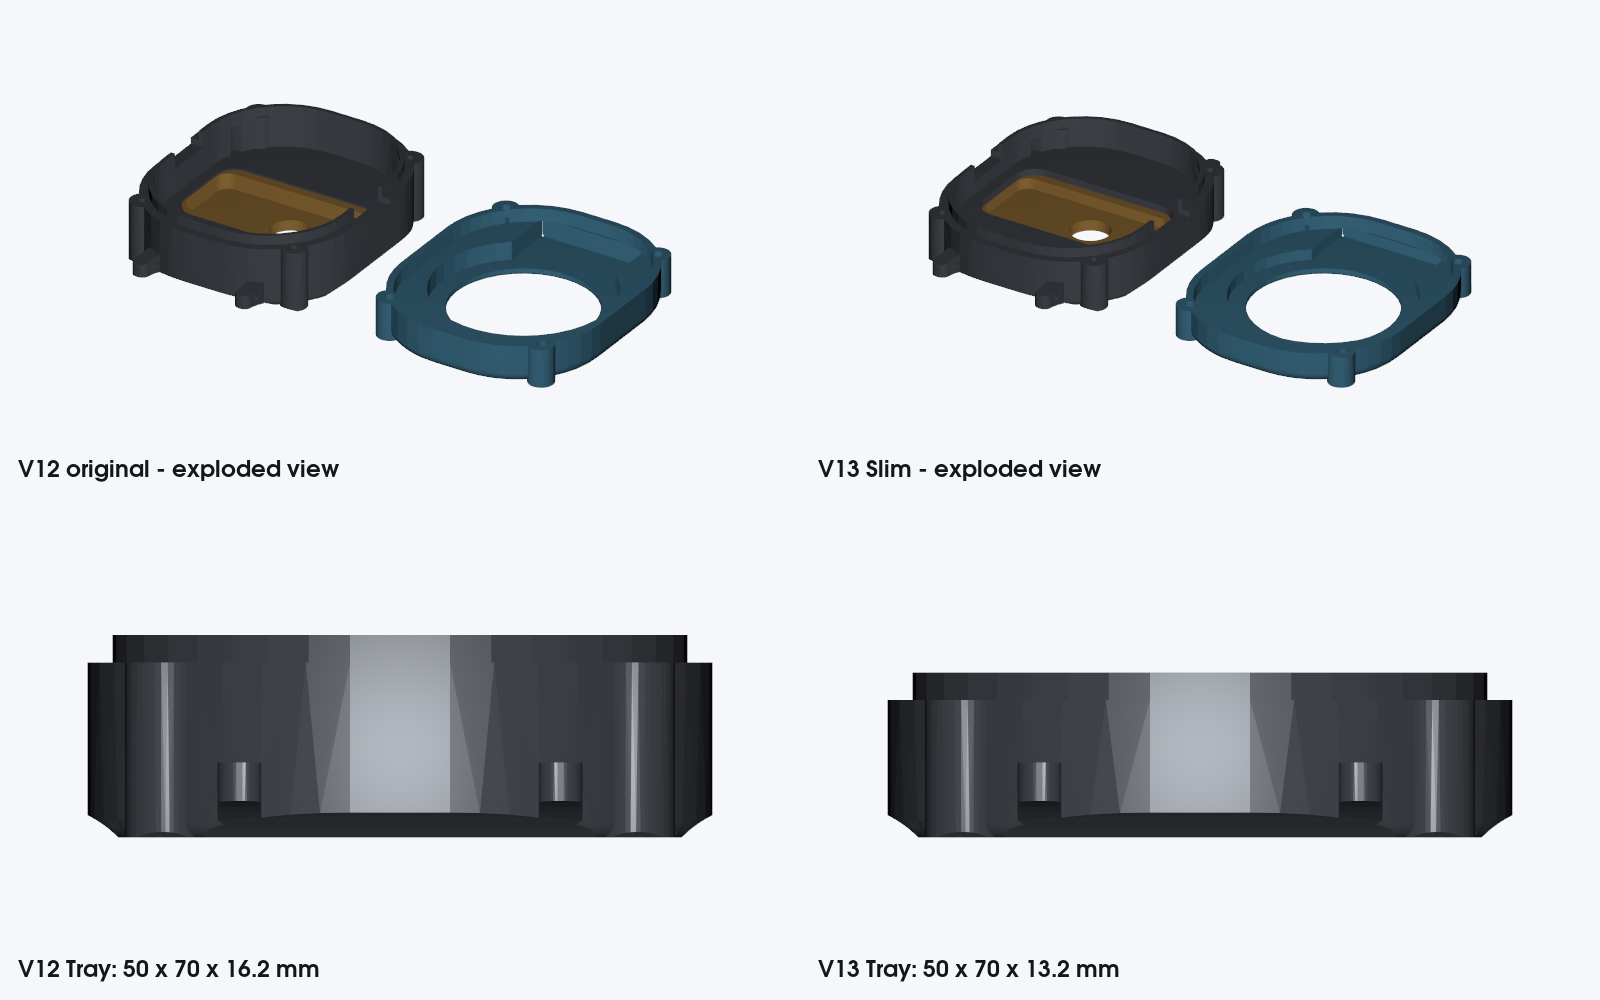 V12 original - exploded view
V13 Slim - exploded view
V12 Tray: 50 x 70 x 16.2 mm
V13 Tray: 50 x 70 x 13.2 mm